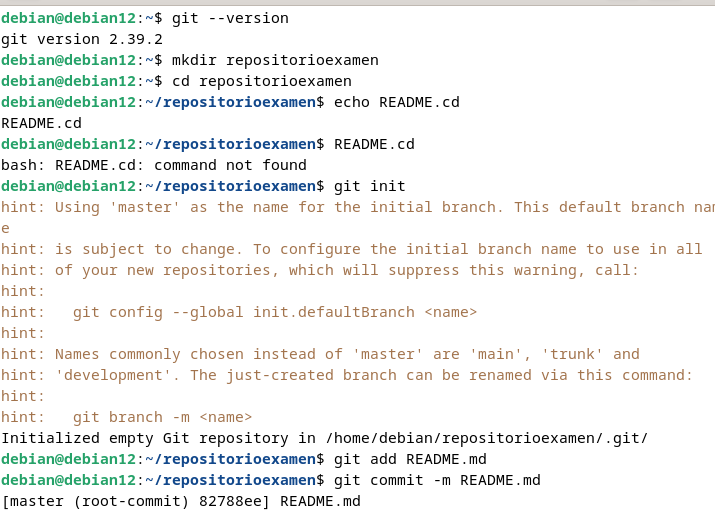 debian@debian12:~$ git --version
git version 2.39.2
debian@debian12:~$ mkdir repositorioexamen
debian@debian12:~$ cd repositorioexamen
debian@debian12:~/repositorioexamen$ echo README.cd
README.cd
debian@debian12:~/repositorioexamen$ README.cd
bash: README.cd: command not found
debian@debian12:~/repositorioexamen$ git init
hint: Using 'master' as the name for the initial branch. This default branch nam
e
hint: is subject to change. To configure the initial branch name to use in all
hint: of your new repositories, which will suppress this warning, call:
hint:
hint:   git config --global init.defaultBranch <name>
hint:
hint: Names commonly chosen instead of 'master' are 'main', 'trunk' and
hint: 'development'. The just-created branch can be renamed via this command:
hint:
hint:   git branch -m <name>
Initialized empty Git repository in /home/debian/repositorioexamen/.git/
debian@debian12:~/repositorioexamen$ git add README.md
debian@debian12:~/repositorioexamen$ git commit -m README.md
[master (root-commit) 82788ee] README.md